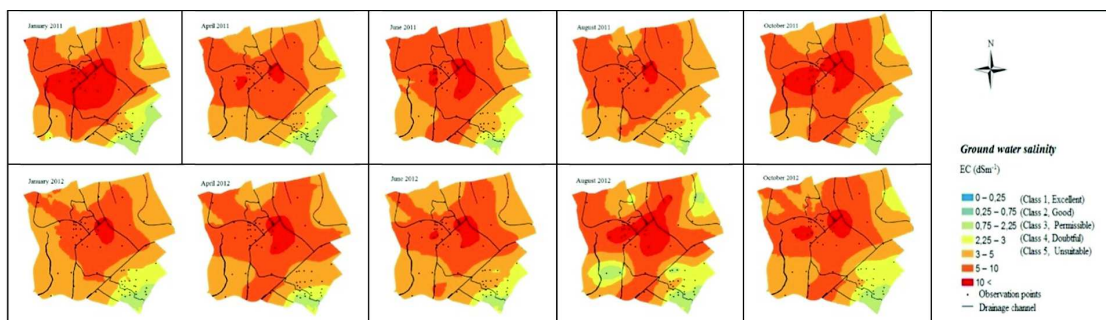 January 2011
April 2011
June 2011
August 2011
October 2011
January 2012
April 2012
June 2012
August 2012
October 2012
N
Ground water salinity
EC (dSm⁻¹)
0 – 0,25 (Class 1, Excellent)
0,25 – 0,75 (Class 2, Good)
0,75 – 2,25 (Class 3, Permissible)
2,25 – 3 (Class 4, Doubtful)
3 – 5 (Class 5, Unsuitable)
5 – 10
10 <
Observation points
Drainage channel